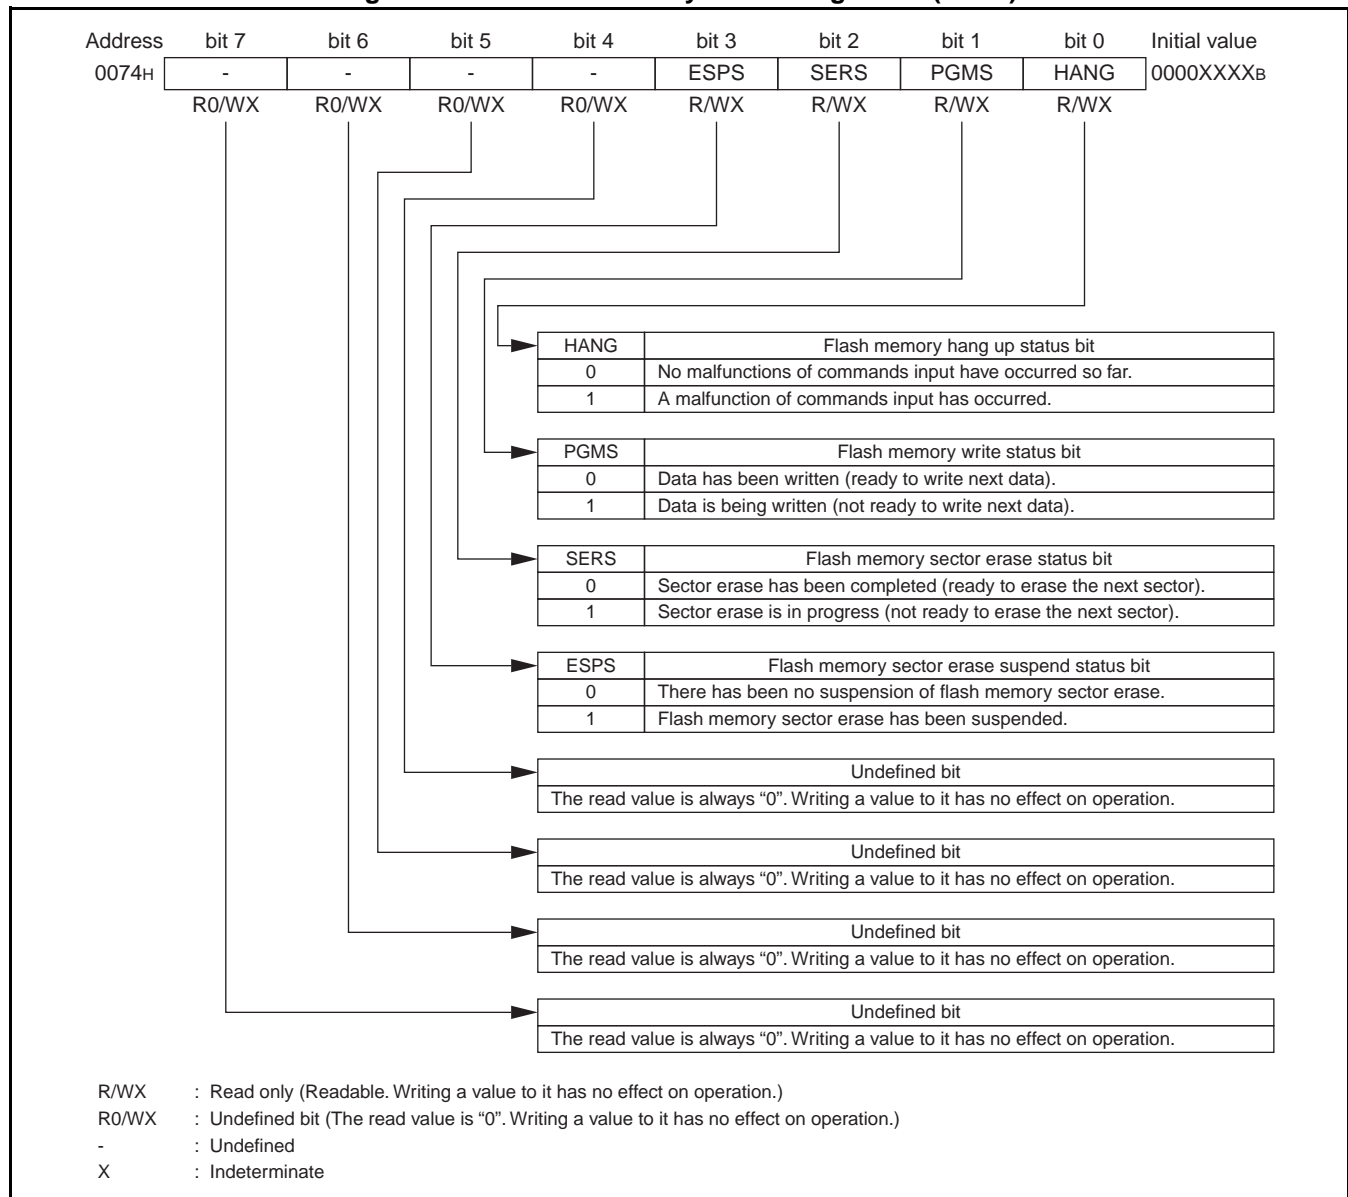 Address bit 7 bit 6 bit 5 bit 4 bit 3 bit 2 bit 1 bit 0 Initial value
0074H - - - - ESPS SERS PGMS HANG 0000XXXXB
R0/WX R0/WX R0/WX R0/WX R/WX R/WX R/WX R/WX
HANG Flash memory hang up status bit
0 No malfunctions of commands input have occurred so far.
1 A malfunction of commands input has occurred.
PGMS Flash memory write status bit
0 Data has been written (ready to write next data).
1 Data is being written (not ready to write next data).
SERS Flash memory sector erase status bit
0 Sector erase has been completed (ready to erase the next sector).
1 Sector erase is in progress (not ready to erase the next sector).
ESPS Flash memory sector erase suspend status bit
0 There has been no suspension of flash memory sector erase.
1 Flash memory sector erase has been suspended.
Undefined bit
The read value is always “0”. Writing a value to it has no effect on operation.
Undefined bit
The read value is always “0”. Writing a value to it has no effect on operation.
Undefined bit
The read value is always “0”. Writing a value to it has no effect on operation.
Undefined bit
The read value is always “0”. Writing a value to it has no effect on operation.
R/WX : Read only (Readable. Writing a value to it has no effect on operation.)
R0/WX : Undefined bit (The read value is “0”. Writing a value to it has no effect on operation.)
- : Undefined
X : Indeterminate